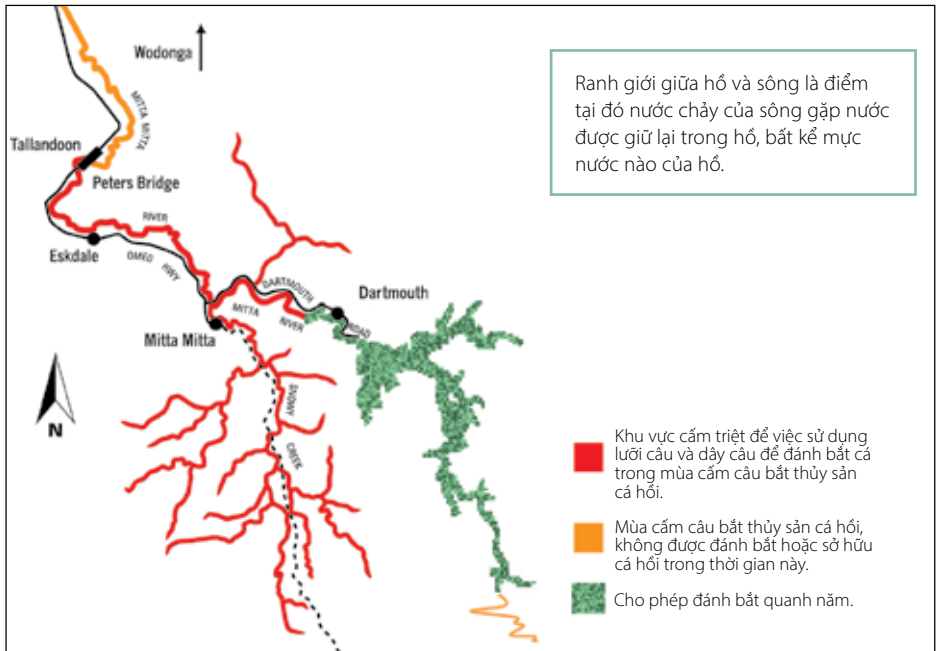 Wodonga
MITTA MITTA
Tallandoon
Peters Bridge
RIVER
Eskdale
OMEO HWY
DARTMOUTH
ROAD
Dartmouth
MITTA
RIVER
Mitta Mitta
SNOWY
CREEK
N
Ranh giới giữa hồ và sông là điểm
tại đó nước chảy của sông gặp nước
được giữ lại trong hồ, bất kể mực
nước nào của hồ.
Khu vực cấm triệt để việc sử dụng
lưỡi câu và dây câu để đánh bắt cá
trong mùa cấm câu bắt thủy sản
cá hồi.
Mùa cấm câu bắt thủy sản cá hồi,
không được đánh bắt hoặc sở hữu
cá hồi trong thời gian này.
Cho phép đánh bắt quanh năm.